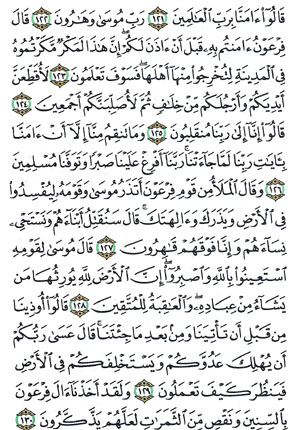 قَالُوٓاْ ءَامَنَّا بِرَبِّ ٱلْعَٰلَمِينَ ١٢١ رَبِّ مُوسَىٰ وَهَٰرُونَ ١٢٢ قَالَ
فِرْعَوْنُ ءَامَنتُم بِهِۦ قَبْلَ أَنْ ءَاذَنَ لَكُمْ إِنَّ هَٰذَا لَمَكْرٌ مَّكَرْتُمُوهُ
فِى ٱلْمَدِينَةِ لِتُخْرِجُواْ مِنْهَآ أَهْلَهَا فَسَوْفَ تَعْلَمُونَ ١٢٣ لَأُقَطِّعَنَّ
أَيْدِيَكُمْ وَأَرْجُلَكُم مِّنْ خِلَٰفٍ ثُمَّ لَأُصَلِّبَنَّكُمْ أَجْمَعِينَ ١٢٤
قَالُوٓاْ إِنَّآ إِلَىٰ رَبِّنَا مُنقَلِبُونَ ١٢٥ وَمَا تَنقِمُ مِنَّآ إِلَّآ أَنْ ءَامَنَّا
بِـَٔايَٰتِ رَبِّنَا لَمَّا جَآءَتْنَا رَبَّنَآ أَفْرِغْ عَلَيْنَا صَبْرًا وَتَوَفَّنَا مُسْلِمِينَ
١٢٦ وَقَالَ ٱلْمَلَأُ مِن قَوْمِ فِرْعَوْنَ أَتَذَرُ مُوسَىٰ وَقَوْمَهُۥ لِيُفْسِدُواْ
فِى ٱلْأَرْضِ وَيَذَرَكَ وَءَالِهَتَكَ قَالَ سَنُقَتِّلُ أَبْنَآءَهُمْ وَنَسْتَحْىِۦ
نِسَآءَهُمْ وَإِنَّا فَوْقَهُمْ قَٰهِرُونَ ١٢٧ قَالَ مُوسَىٰ لِقَوْمِهِ
ٱسْتَعِينُواْ بِٱللَّهِ وَٱصْبِرُوٓاْ إِنَّ ٱلْأَرْضَ لِلَّهِ يُورِثُهَا مَن
يَشَآءُ مِنْ عِبَادِهِۦ وَٱلْعَٰقِبَةُ لِلْمُتَّقِينَ ١٢٨ قَالُوٓاْ أُوذِينَا
مِن قَبْلِ أَن تَأْتِيَنَا وَمِنۢ بَعْدِ مَا جِئْتَنَا قَالَ عَسَىٰ رَبُّكُمْ
أَن يُهْلِكَ عَدُوَّكُمْ وَيَسْتَخْلِفَكُمْ فِى ٱلْأَرْضِ
فَيَنظُرَ كَيْفَ تَعْمَلُونَ ١٢٩ وَلَقَدْ أَخَذْنَآ ءَالَ فِرْعَوْنَ
بِٱلسِّنِينَ وَنَقْصٍ مِّنَ ٱلثَّمَرَٰتِ لَعَلَّهُمْ يَذَّكَّرُونَ ١٣٠